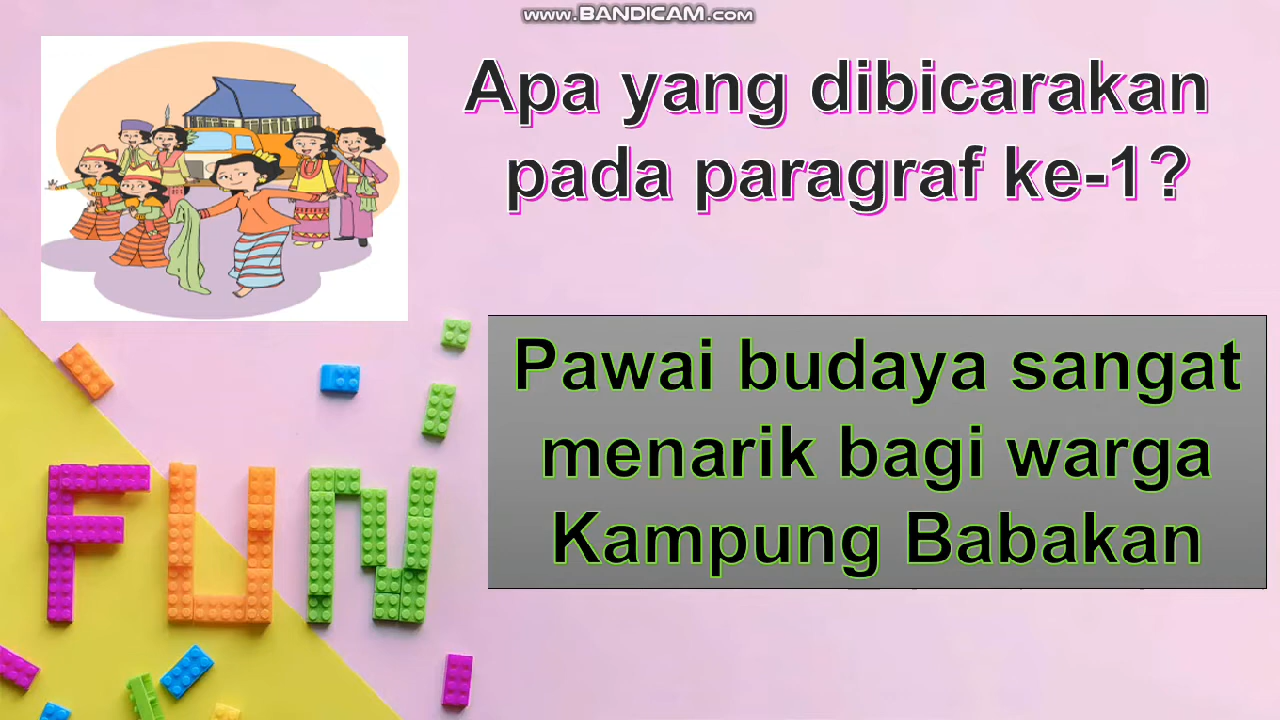 www.BANDICAM.com
Apa yang dibicarakan
pada paragraf ke-1?
Pawai budaya sangat
menarik bagi warga
Kampung Babakan
FUN